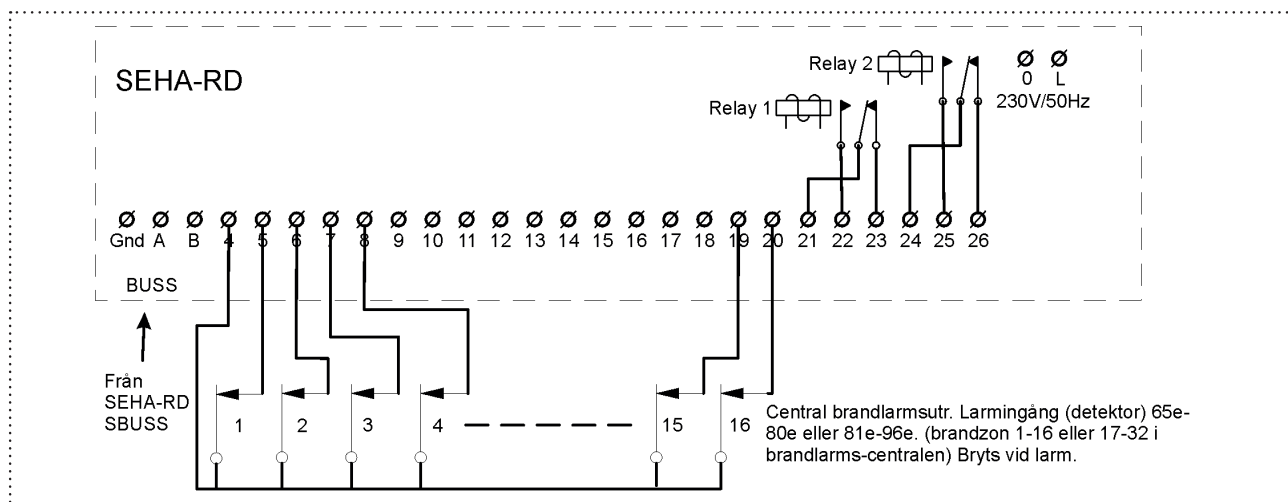 SEHA-RD
Relay 2
0 L
230V/50Hz
Relay 1
Gnd A B 4 5 6 7 8 9 10 11 12 13 14 15 16 17 18 19 20 21 22 23 24 25 26
BUSS
Från
SEHA-RD
SBUSS
1 2 3 4 15 16
Central brandlarmsutr. Larmingång (detektor) 65e-
80e eller 81e-96e. (brandzon 1-16 eller 17-32 i
brandlarms-centralen) Bryts vid larm.